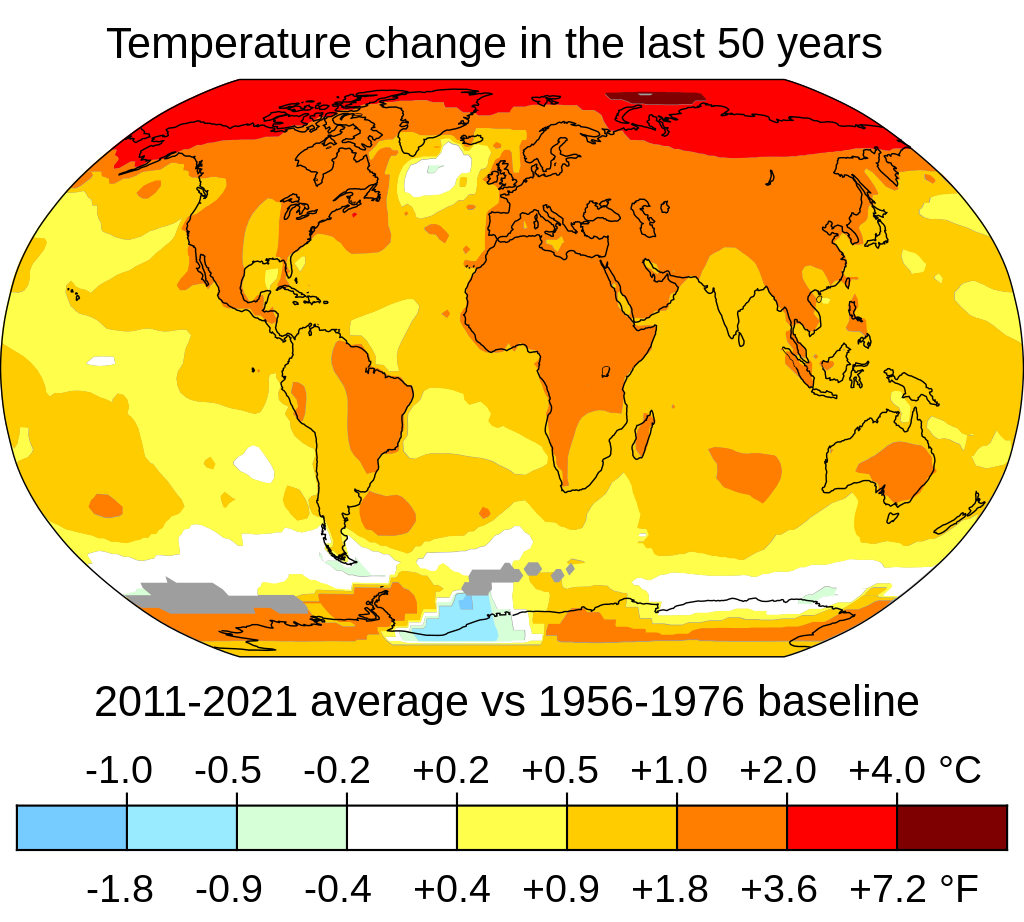 Temperature change in the last 50 years
2011-2021 average vs 1956-1976 baseline
-1.0 -0.5 -0.2 +0.2 +0.5 +1.0 +2.0 +4.0 °C
-1.8 -0.9 -0.4 +0.4 +0.9 +1.8 +3.6 +7.2 °F